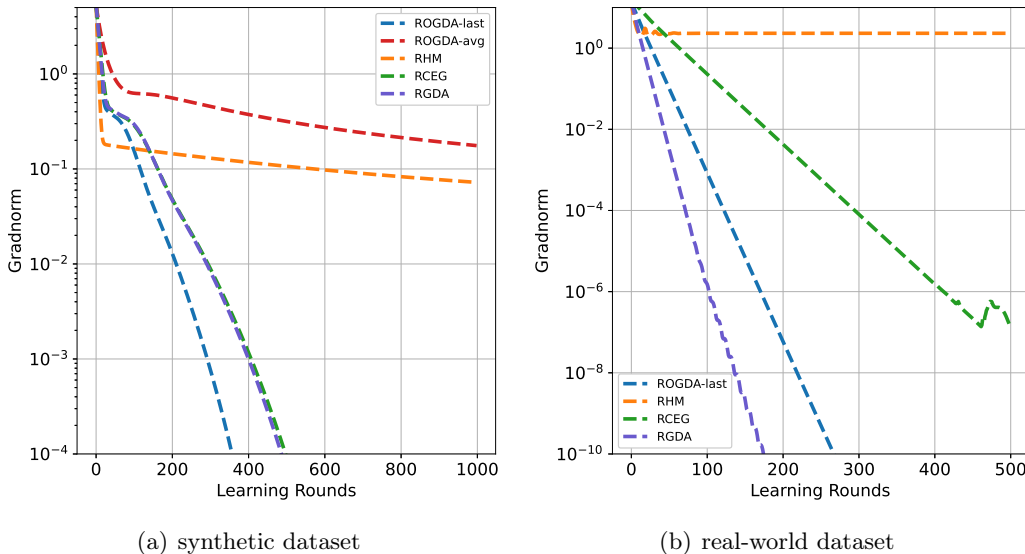 10^0
10^-1
10^-2
10^-3
10^-4
Gradnorm
0 200 400 600 800 1000
Learning Rounds
ROGDA-last
ROGDA-avg
RHM
RCEG
RGDA
(a) synthetic dataset
10^0
10^-2
10^-4
10^-6
10^-8
10^-10
Gradnorm
0 100 200 300 400 500
Learning Rounds
ROGDA-last
RHM
RCEG
RGDA
(b) real-world dataset